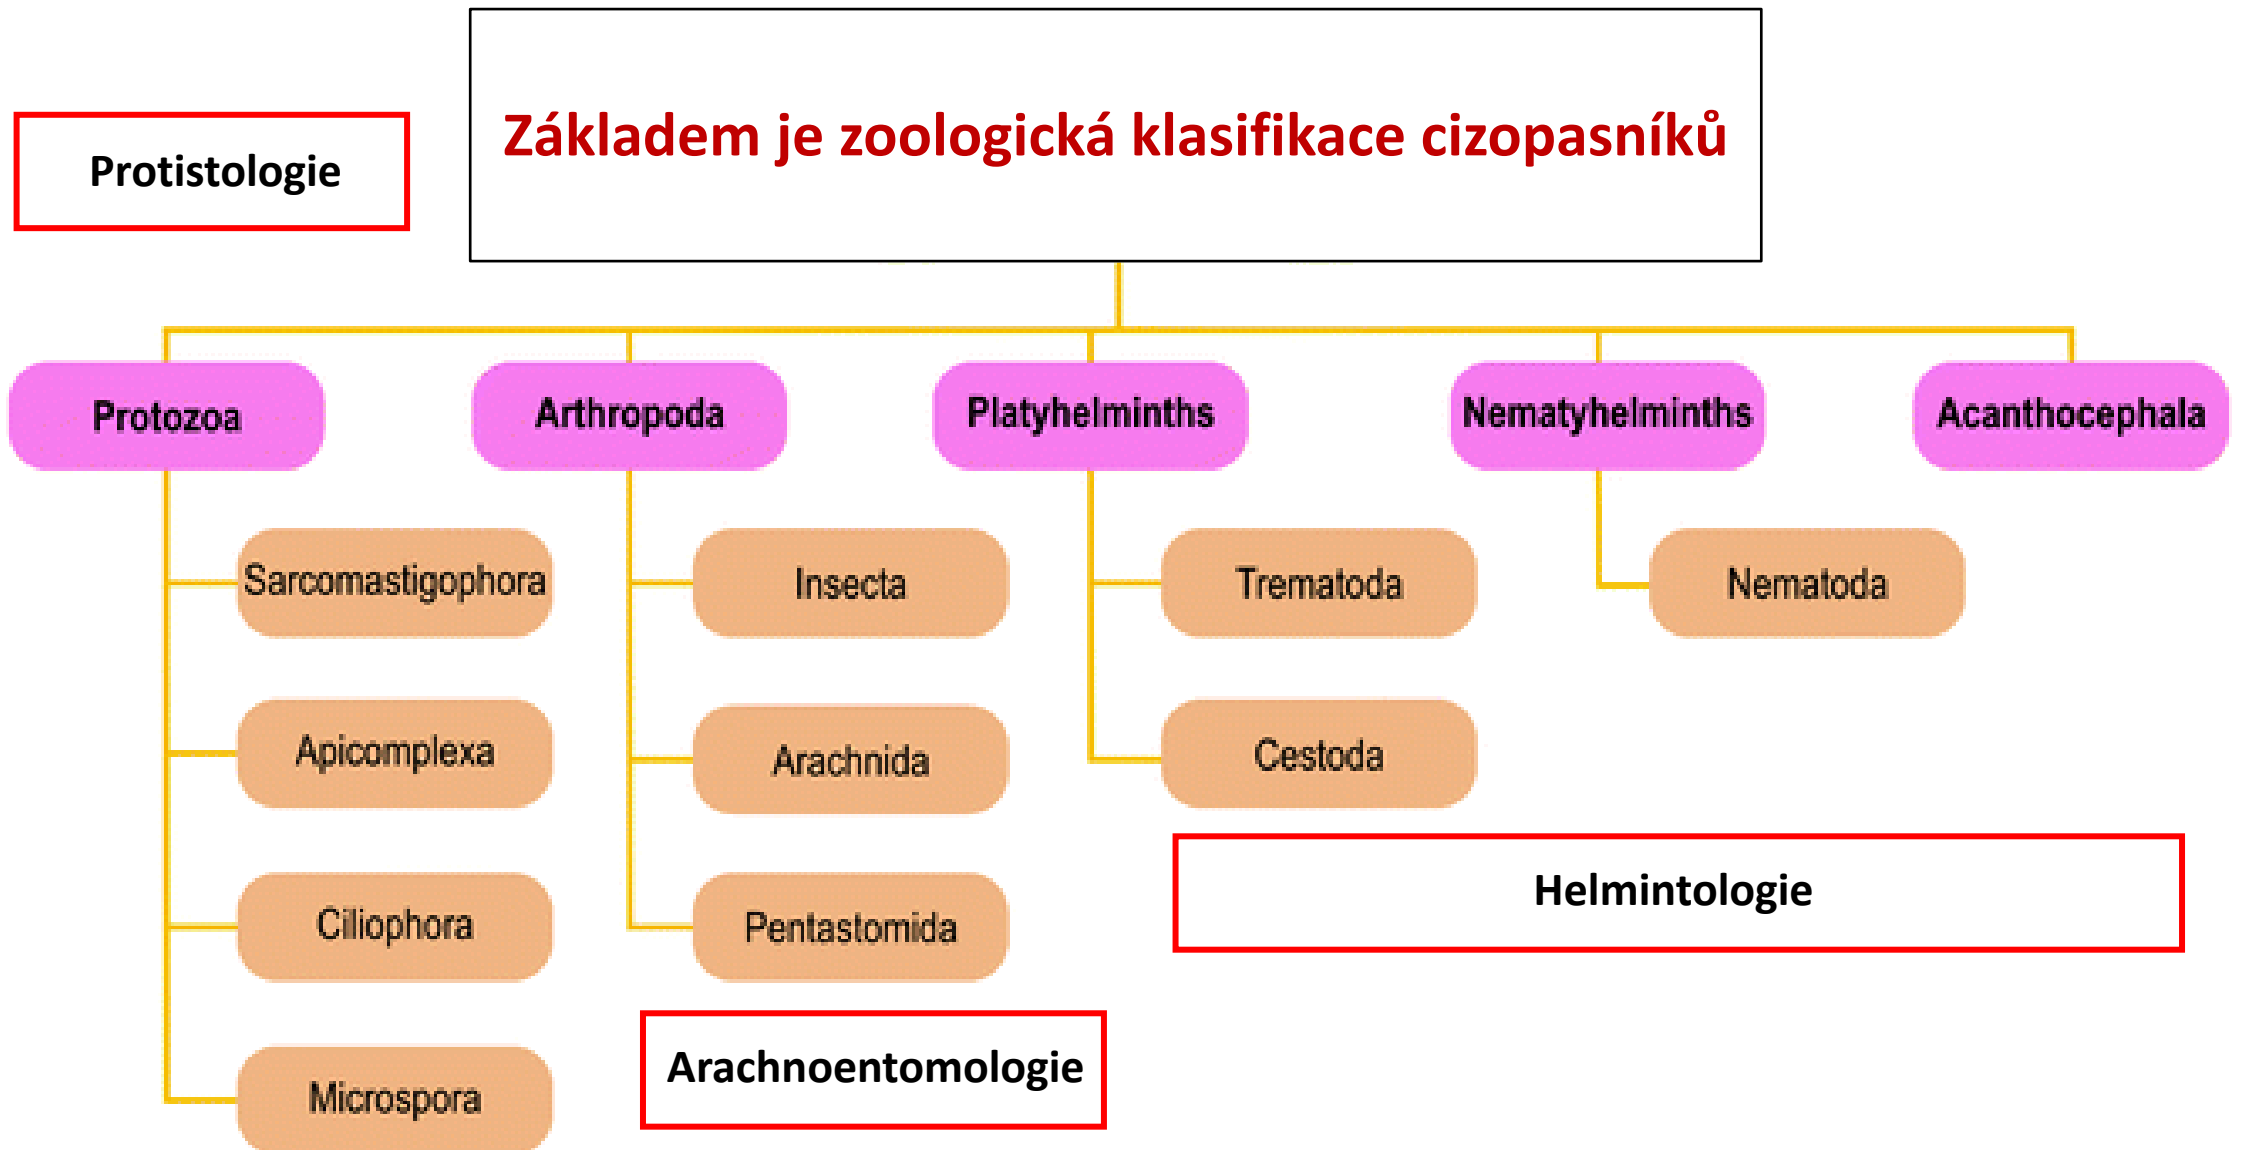 Základem je zoologická klasifikace cizopasníků
Protistologie
Protozoa
Arthropoda
Platyhelminths
Nematyhelminths
Acanthocephala
Sarcomastigophora
Insecta
Trematoda
Nematoda
Apicomplexa
Arachnida
Cestoda
Helmintologie
Ciliophora
Pentastomida
Arachnoentomologie
Microspora